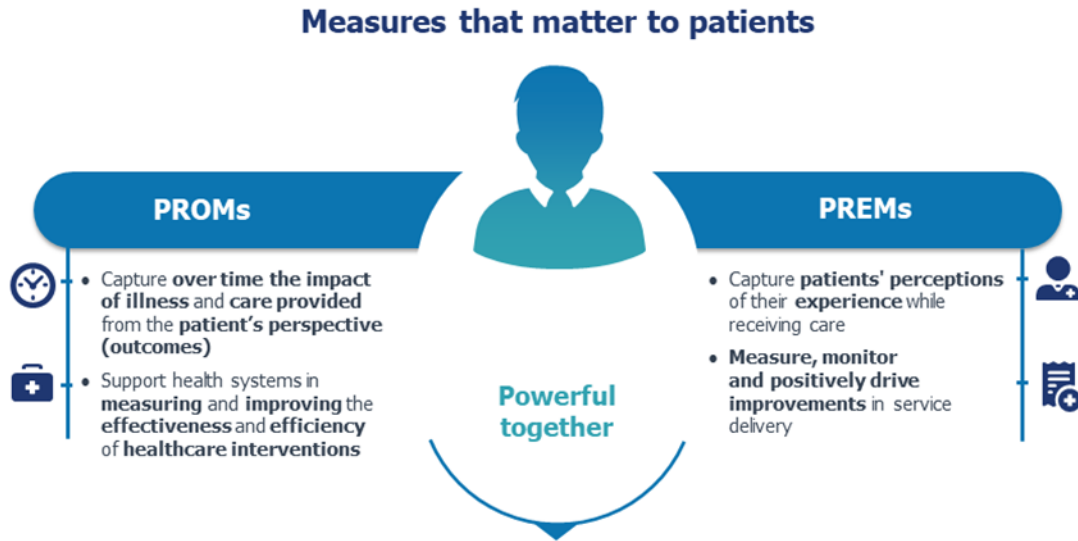 Measures that matter to patients
PROMs
• Capture over time the impact
of illness and care provided
from the patient’s perspective
(outcomes)
• Support health systems in
measuring and improving the
effectiveness and efficiency
of healthcare interventions
Powerful
together
PREMs
• Capture patients' perceptions
of their experience while
receiving care
• Measure, monitor
and positively drive
improvements in service
delivery